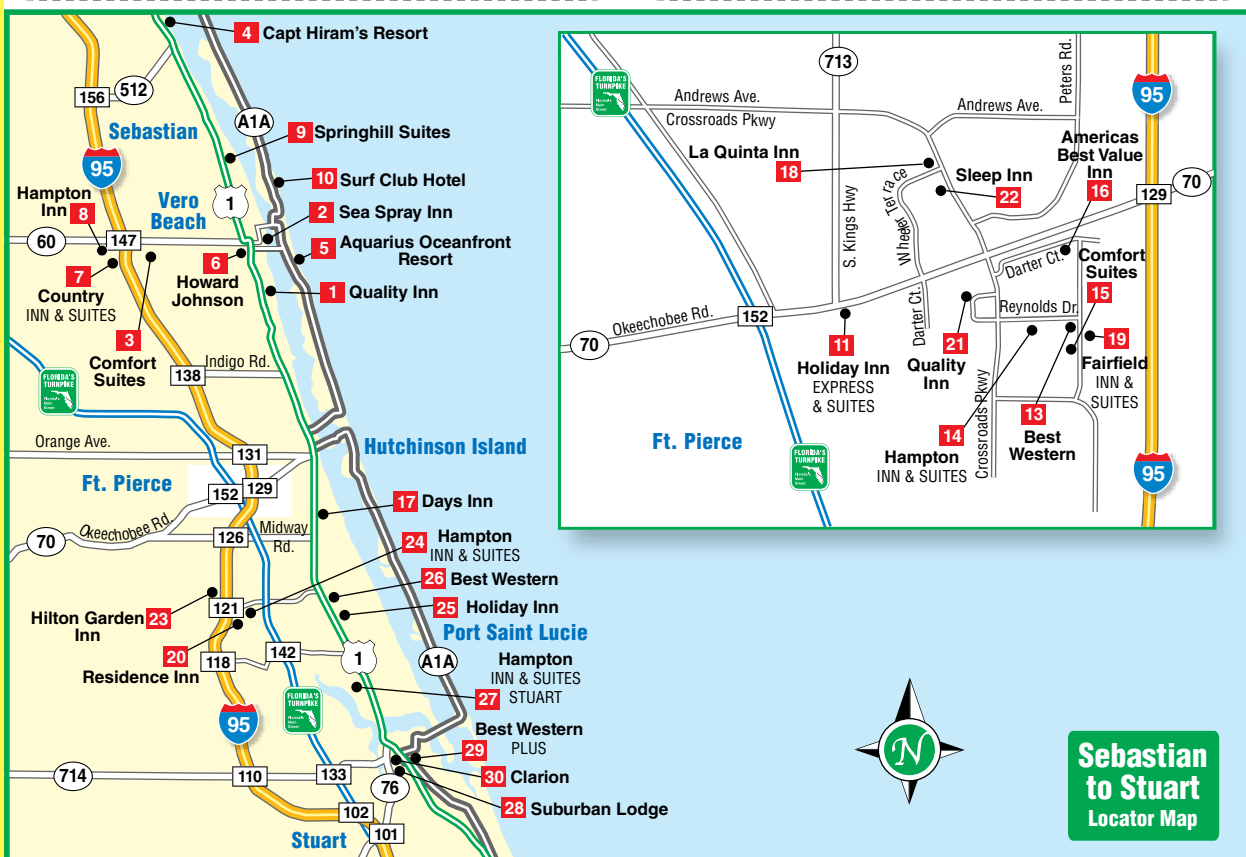 4 Capt Hiram's Resort
512
156
A1A
Sebastian
9 Springhill Suites
95
10 Surf Club Hotel
Hampton
Inn 8
Vero
Beach
1
2 Sea Spray Inn
60
147
5 Aquarius Oceanfront
Resort
6
Howard
Johnson
7
Country
INN & SUITES
1 Quality Inn
3
Comfort
Suites
Indigo Rd.
138
FLORIDA'S
TURNPIKE
Orange Ave.
131
Hutchinson Island
Ft. Pierce
152
129
17 Days Inn
Okeechobee Rd.
70
126
Midway
Rd.
24 Hampton
INN & SUITES
26 Best Western
121
25 Holiday Inn
Hilton Garden 23
Inn
Port Saint Lucie
20
Residence Inn
118
142
1
A1A
Hampton
INN & SUITES
27 STUART
FLORIDA'S
TURNPIKE
95
Best Western
29 PLUS
714
110
133
76
30 Clarion
28 Suburban Lodge
102
101
Stuart
713
Peters Rd.
FLORIDA'S
TURNPIKE
95
Andrews Ave.
Crossroads Pkwy
Andrews Ave.
Americas
Best Value
Inn
16
La Quinta Inn
18
Sleep Inn
22
Wheeler Terrace
S. Kings Hwy
129
70
Darter Ct.
Comfort
Suites
15
Reynolds Dr.
Okeechobee Rd.
152
70
11
Holiday Inn
EXPRESS
& SUITES
Darter Ct.
21
Quality
Inn
19
Fairfield
INN &
SUITES
13
Best
Western
14
Hampton
INN & SUITES
Crossroads Pkwy
Ft. Pierce
FLORIDA'S
TURNPIKE
95
N
Sebastian
to Stuart
Locator Map